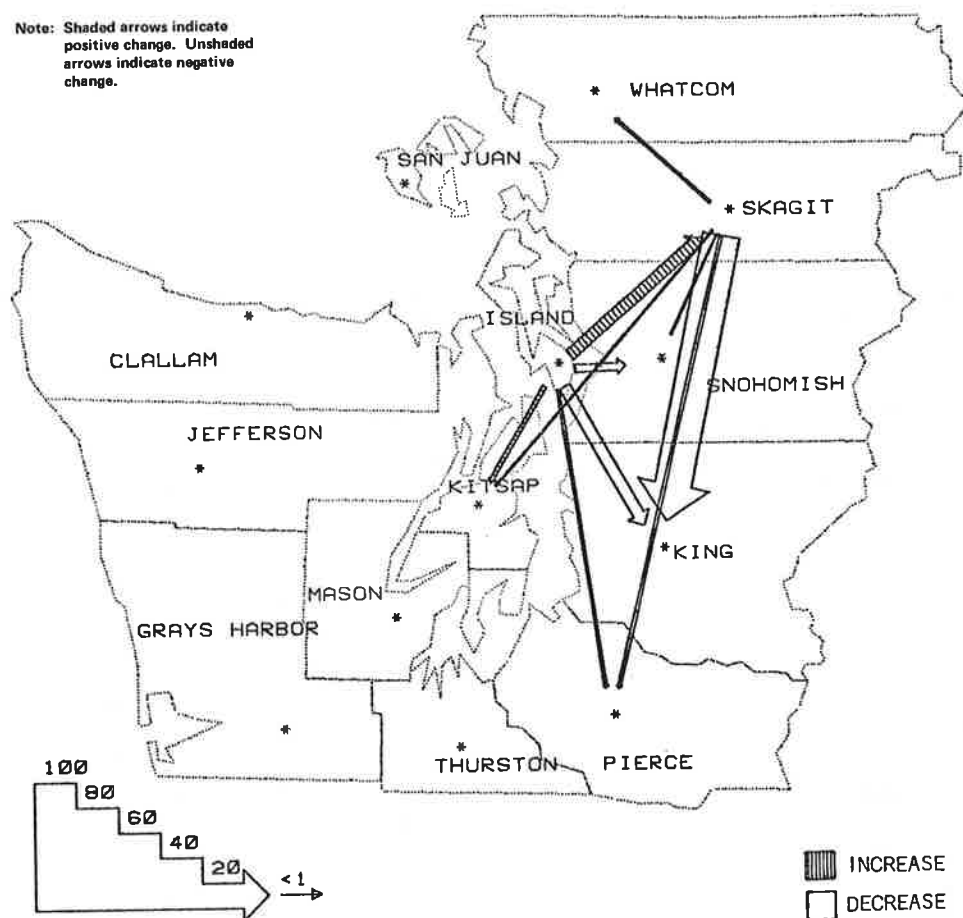 Note: Shaded arrows indicate
positive change. Unshaded
arrows indicate negative
change.
* WHATCOM
SAN JUAN
*
* SKAGIT
ISLAND
*
*
*
CLALLAM
SNOHOMISH
JEFFERSON
*
KITSAP
*
* KING
MASON
*
GRAYS HARBOR
*
*
*
THURSTON
PIERCE
100
80
60
40
20
<1
INCREASE
DECREASE